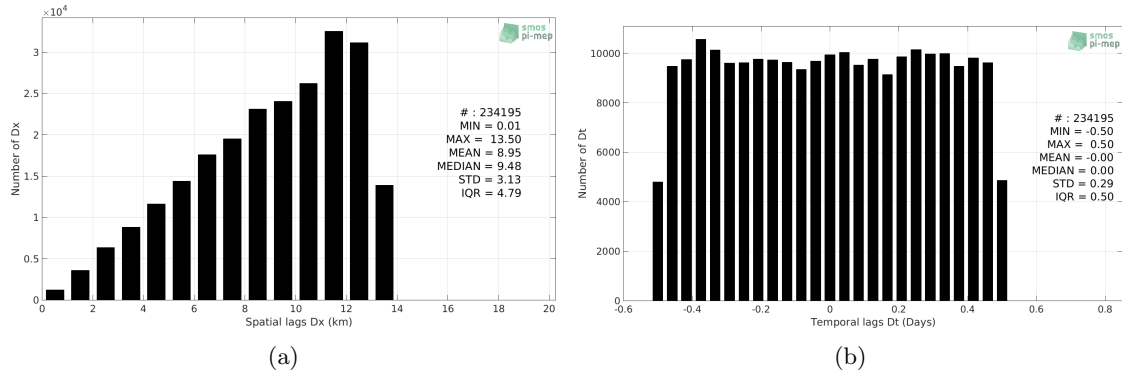 ×10⁴
3
2.5
2
1.5
1
0.5
0
Number of Dx
0 2 4 6 8 10 12 14 16 18 20
Spatial lags Dx (km)
smos
pi-mep
# : 234195
MIN = 0.01
MAX = 13.50
MEAN = 8.95
MEDIAN = 9.48
STD = 3.13
IQR = 4.79
(a)
10000
8000
6000
4000
2000
0
Number of Dt
-0.6 -0.4 -0.2 0 0.2 0.4 0.6 0.8
Temporal lags Dt (Days)
smos
pi-mep
# : 234195
MIN = -0.50
MAX = 0.50
MEAN = -0.00
MEDIAN = 0.00
STD = 0.29
IQR = 0.50
(b)